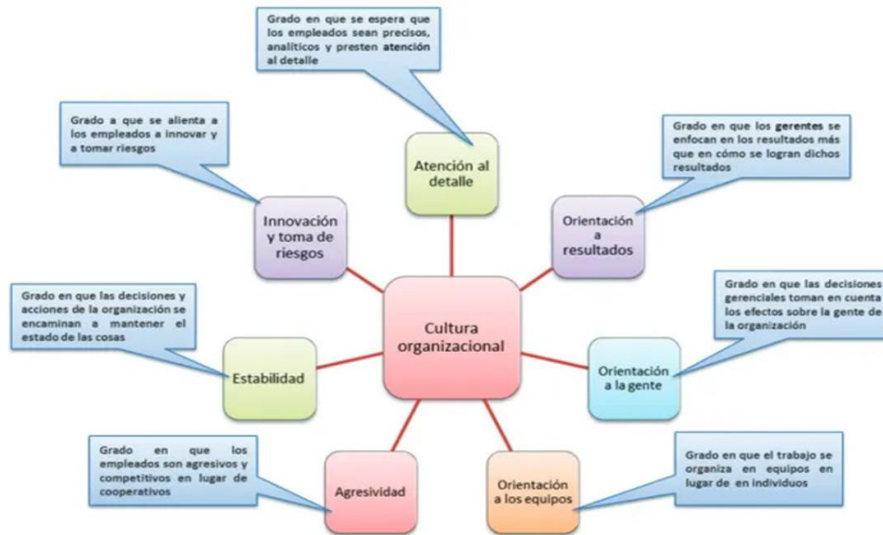 Grado en que se espera que
los empleados sean precisos,
analíticos y presten atención
al detalle
Grado a que se alienta a
los empleados a innovar y
a tomar riesgos
Grado en que los gerentes se
enfocan en los resultados más
que en cómo se logran dichos
resultados
Atención al
detalle
Innovación
y toma de
riesgos
Orientación
a
resultados
Grado en que las decisiones y
acciones de la organización se
encaminan a mantener el
estado de las cosas
Grado en que las decisiones
gerenciales toman en cuenta
los efectos sobre la gente de
la organización
Cultura
organizacional
Estabilidad
Orientación
a la gente
Grado en que los
empleados son agresivos y
competitivos en lugar de
cooperativos
Agresividad
Orientación
a los equipos
Grado en que el trabajo se
organiza en equipos en
lugar de en individuos